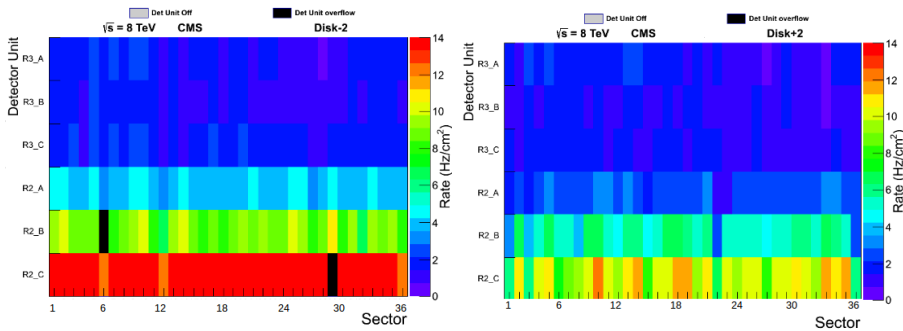 Det Unit Off Det Unit overflow
√s = 8 TeV CMS Disk-2
Detector Unit
R3_A
R3_B
R3_C
R2_A
R2_B
R2_C
1 6 12 18 24 30 36
Sector
14
12
10
8
6
4
2
0
Rate (Hz/cm²)
Det Unit Off Det Unit overflow
√s = 8 TeV CMS Disk+2
Detector Unit
R3_A
R3_B
R3_C
R2_A
R2_B
R2_C
1 6 12 18 24 30 36
Sector
14
12
10
8
6
4
2
0
Rate (Hz/cm²)